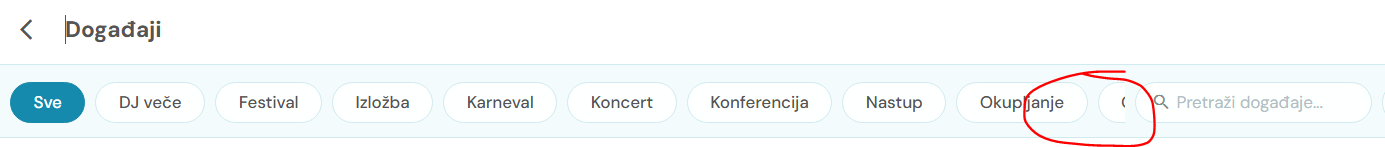 Događaji
Sve DJ veče Festival Izložba Karneval Koncert Konferencija Nastup Okupljanje Pretraži događaje...